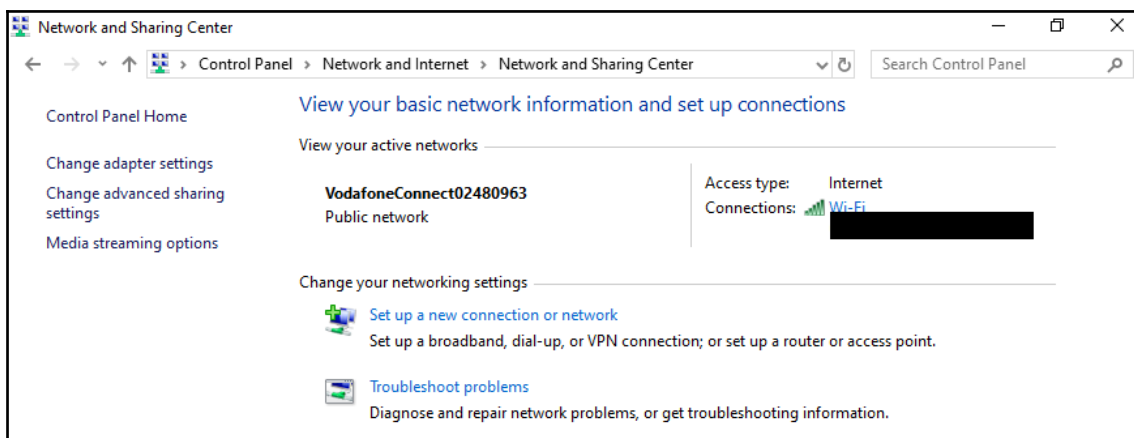 Network and Sharing Center
Control Panel > Network and Internet > Network and Sharing Center
Search Control Panel
Control Panel Home
Change adapter settings
Change advanced sharing
settings
Media streaming options
View your basic network information and set up connections
View your active networks
VodafoneConnect02480963
Public network
Access type: Internet
Connections: Wi-Fi
Change your networking settings
Set up a new connection or network
Set up a broadband, dial-up, or VPN connection; or set up a router or access point.
Troubleshoot problems
Diagnose and repair network problems, or get troubleshooting information.